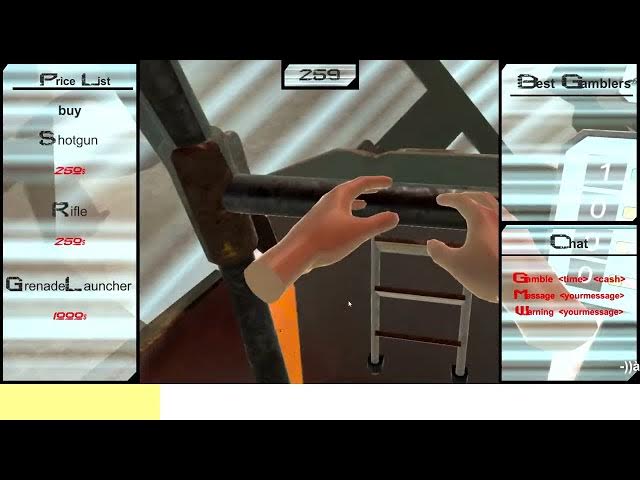 Price List
buy
Shotgun
250$
Rifle
250$
GrenadeLauncher
1000$
259
Best Gamblers
Chat
Gamble <time> <cash>
Message <yourmessage>
Warning <yourmessage>
-))à